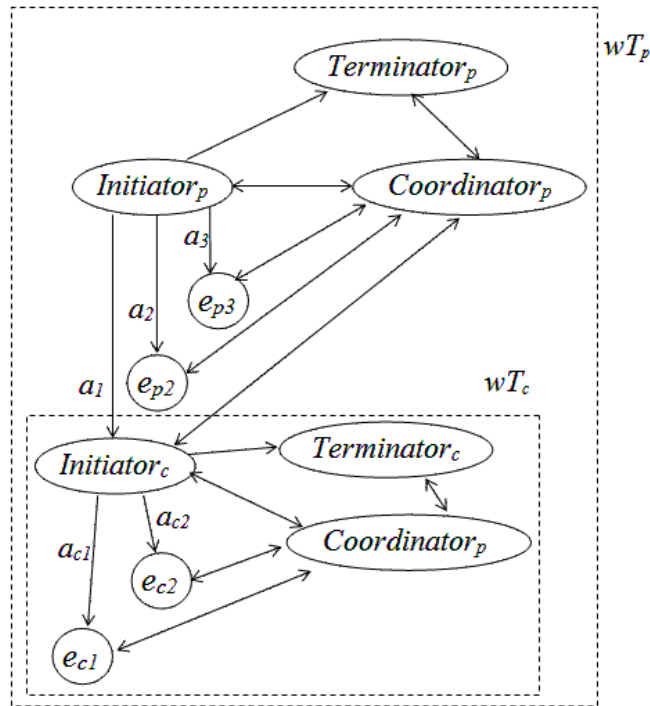 wTp
Terminatorp
Initiatorp
Coordinatorp
a3
ep3
a2
ep2
a1
wTc
Initiatorc
Terminatorc
ac2
Coordinatorp
ac1
ec2
ec1